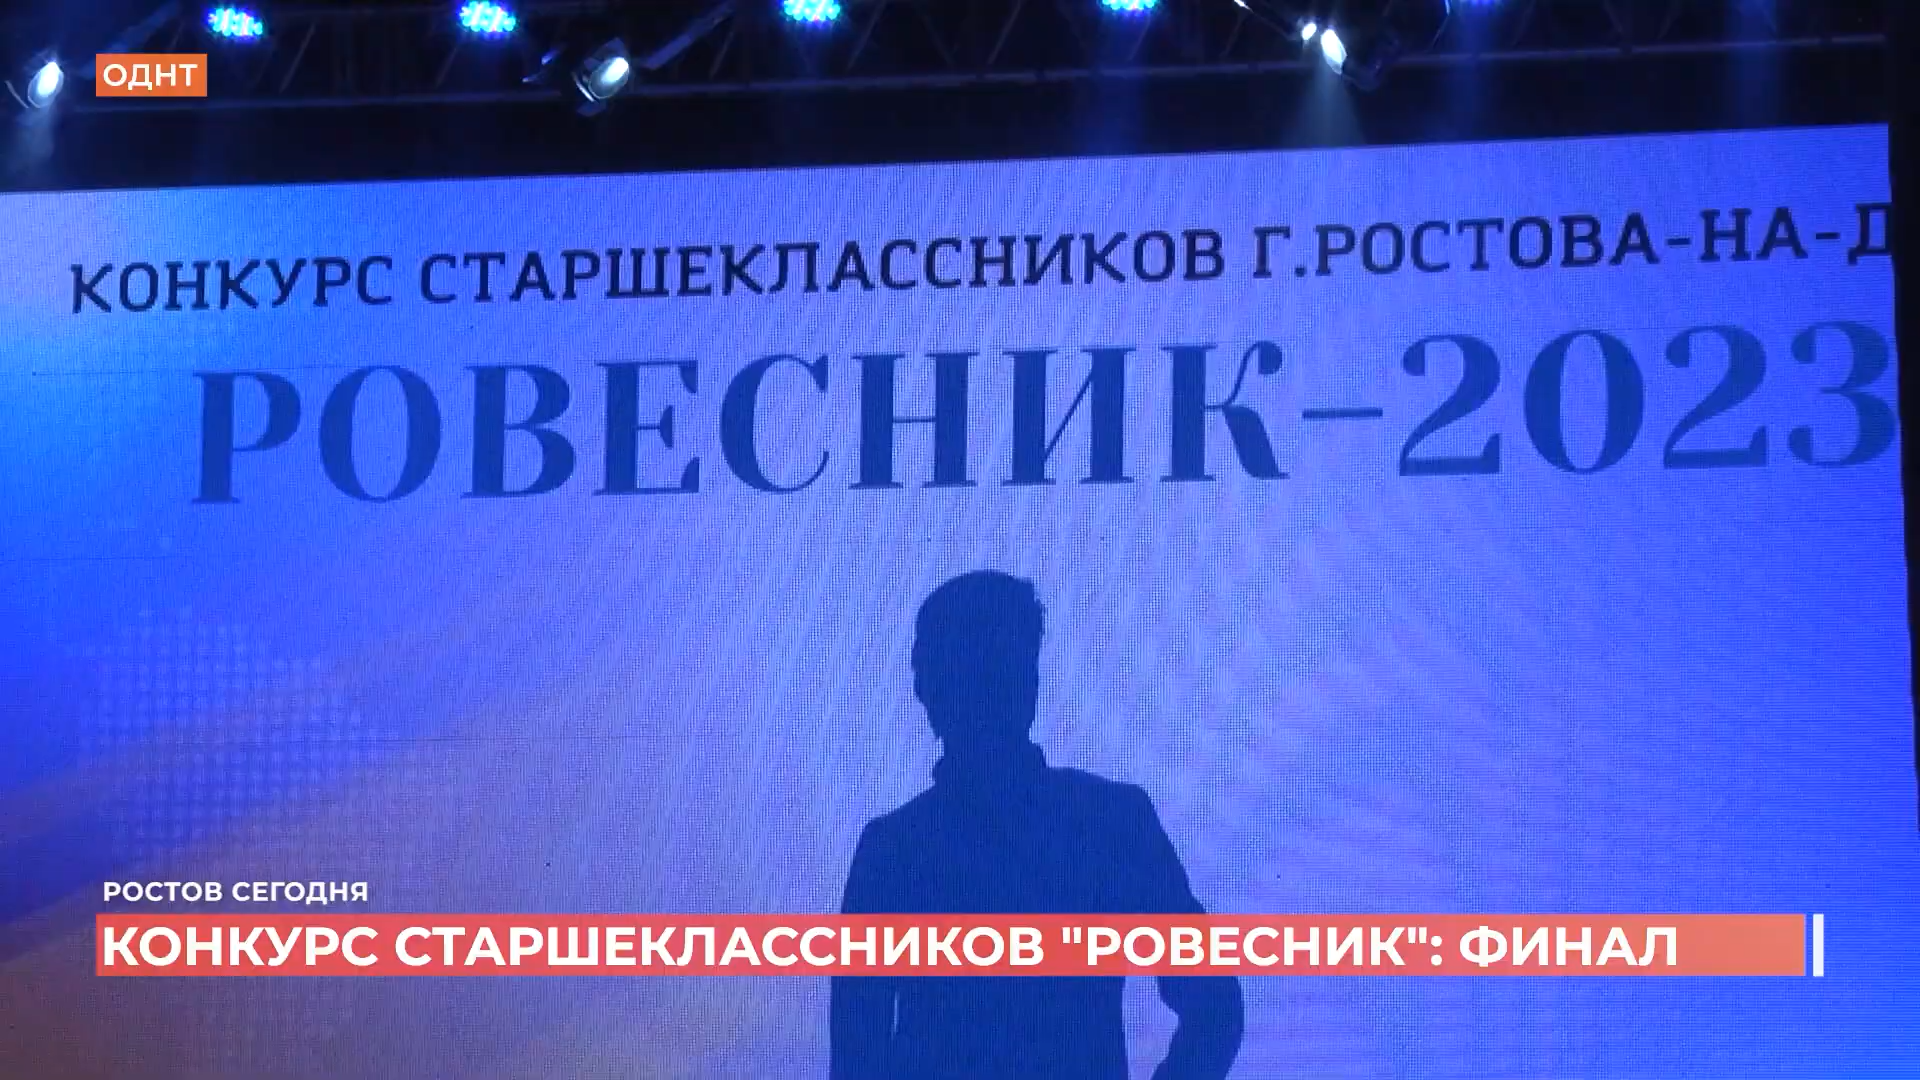 ОДНТ
КОНКУРС СТАРШЕКЛАССНИКОВ Г.РОСТОВА-НА-Д
РОВЕСНИК-2023
РОСТОВ СЕГОДНЯ
КОНКУРС СТАРШЕКЛАССНИКОВ "РОВЕСНИК": ФИНАЛ